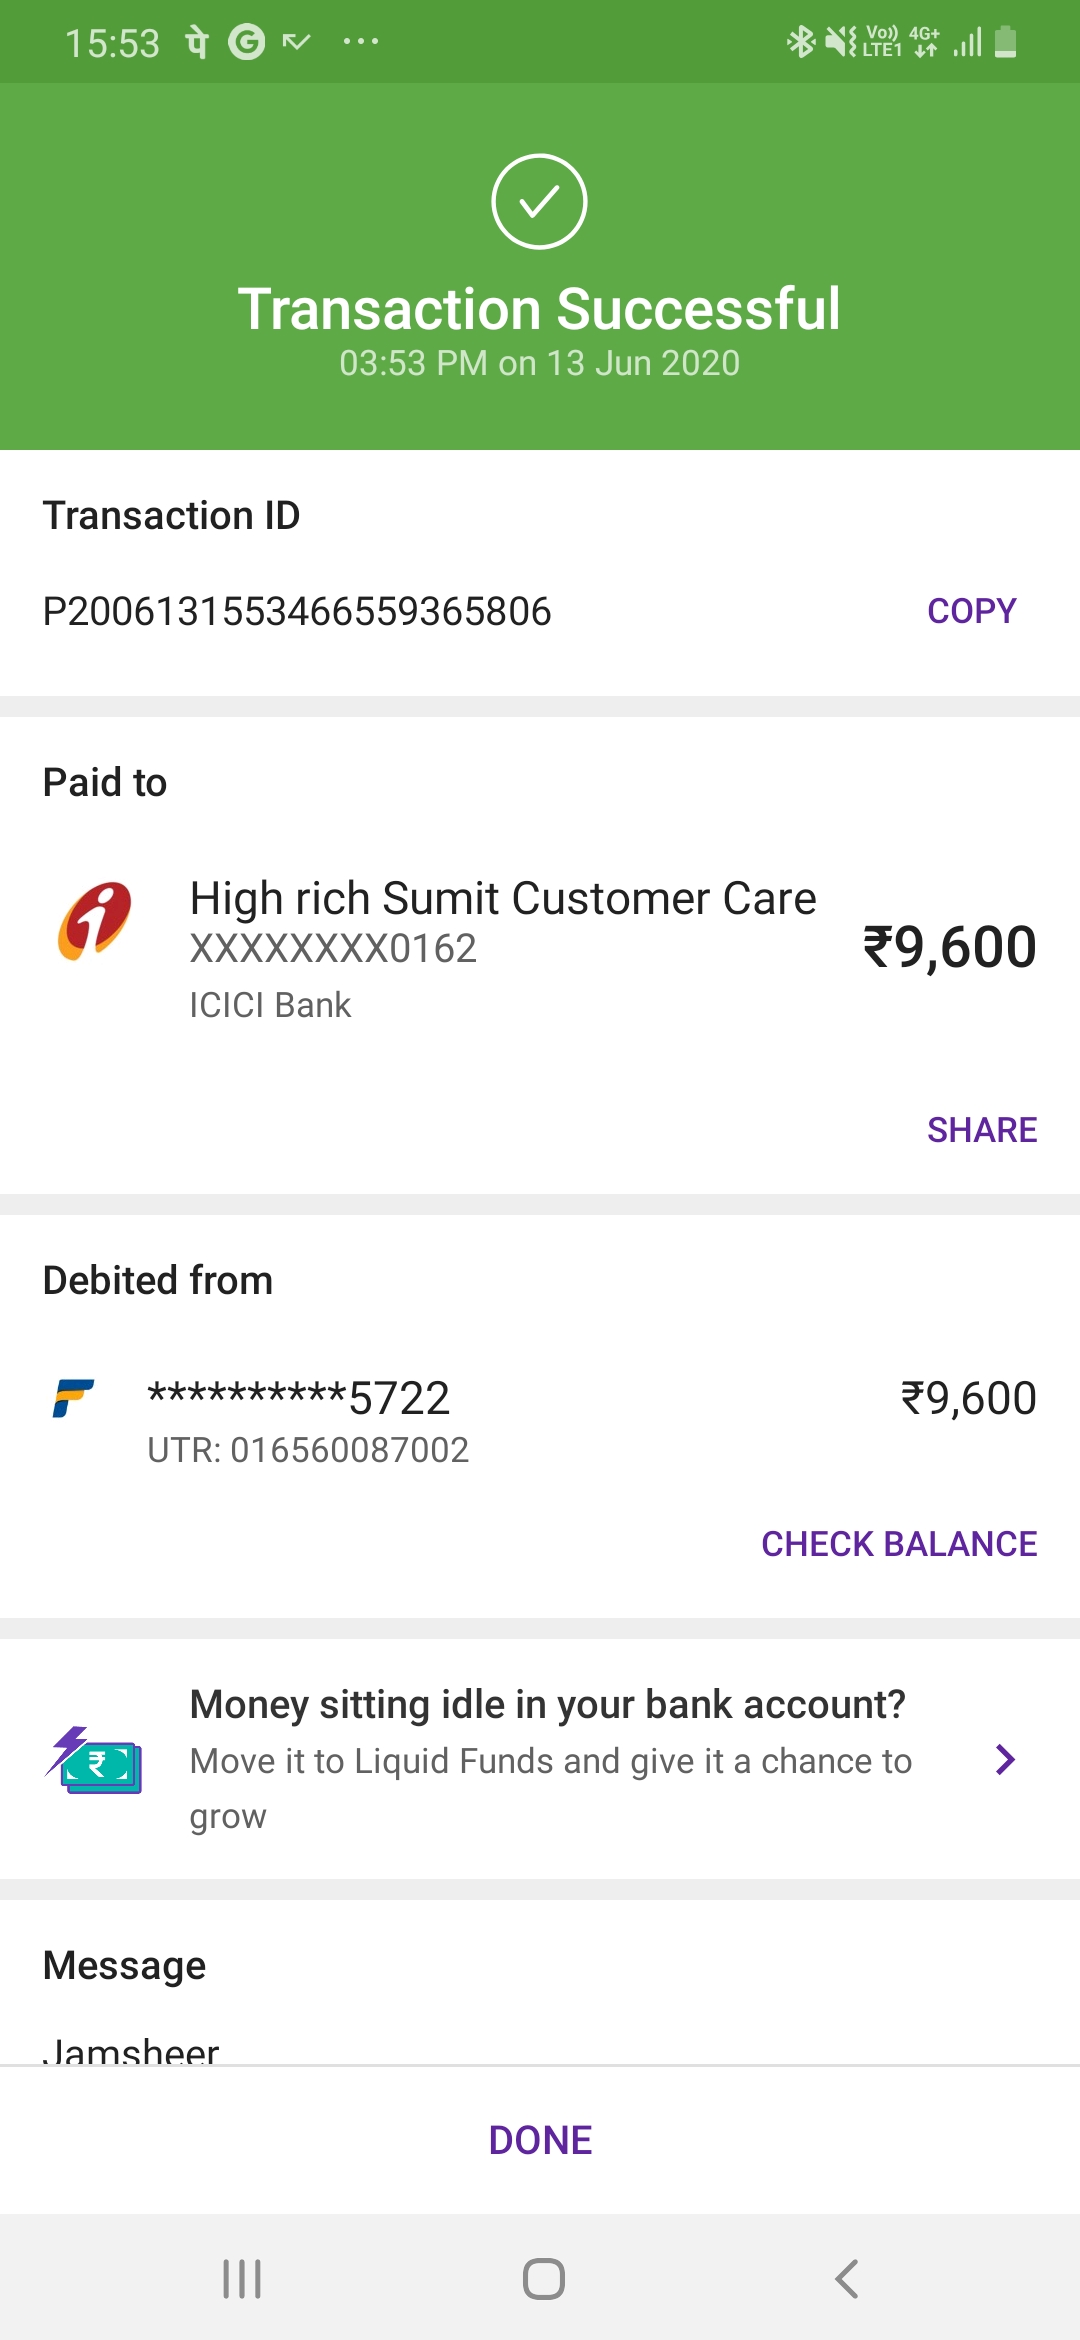 15:53 पे G ...
Vo)) 4G+
LTE1
Transaction Successful
03:53 PM on 13 Jun 2020
Transaction ID
P2006131553466559365806 COPY
Paid to
High rich Sumit Customer Care
XXXXXXXX0162 ₹9,600
ICICI Bank
SHARE
Debited from
**********5722 ₹9,600
UTR: 016560087002
CHECK BALANCE
Money sitting idle in your bank account?
Move it to Liquid Funds and give it a chance to
grow
Message
Jamsheer
DONE